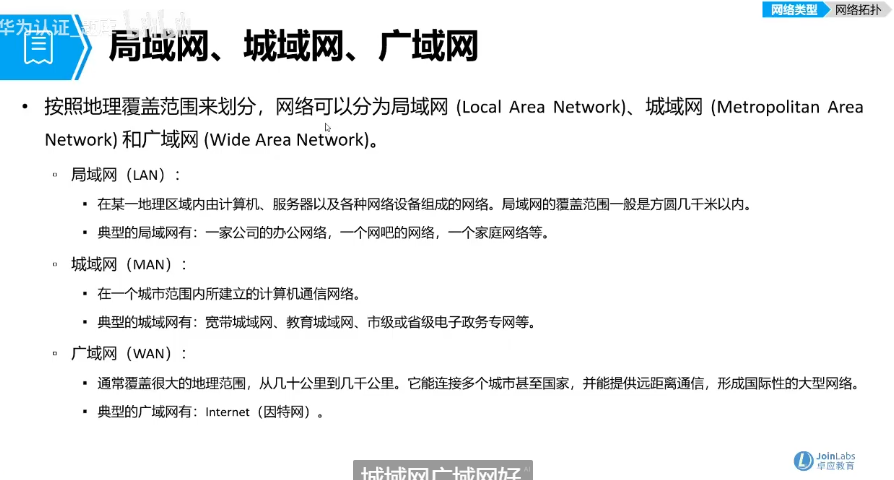 网络类型 网络拓扑
华为认证_
局域网、城域网、广域网
• 按照地理覆盖范围来划分，网络可以分为局域网 (Local Area Network)、城域网 (Metropolitan Area
Network) 和广域网 (Wide Area Network)。
▫ 局域网（LAN）：
▪ 在某一地理区域内由计算机、服务器以及各种网络设备组成的网络。局域网的覆盖范围一般是方圆几千米以内。
▪ 典型的局域网有：一家公司的办公网络，一个网吧的网络，一个家庭网络等。
▫ 城域网（MAN）：
▪ 在一个城市范围内所建立的计算机通信网络。
▪ 典型的城域网有：宽带城域网、教育城域网、市级或省级电子政务专网等。
▫ 广域网（WAN）：
▪ 通常覆盖很大的地理范围，从几十公里到几千公里。它能连接多个城市甚至国家，并能提供远距离通信，形成国际性的大型网络。
▪ 典型的广域网有：Internet（因特网）。
JoinLabs
卓应教育
城域网广域网好